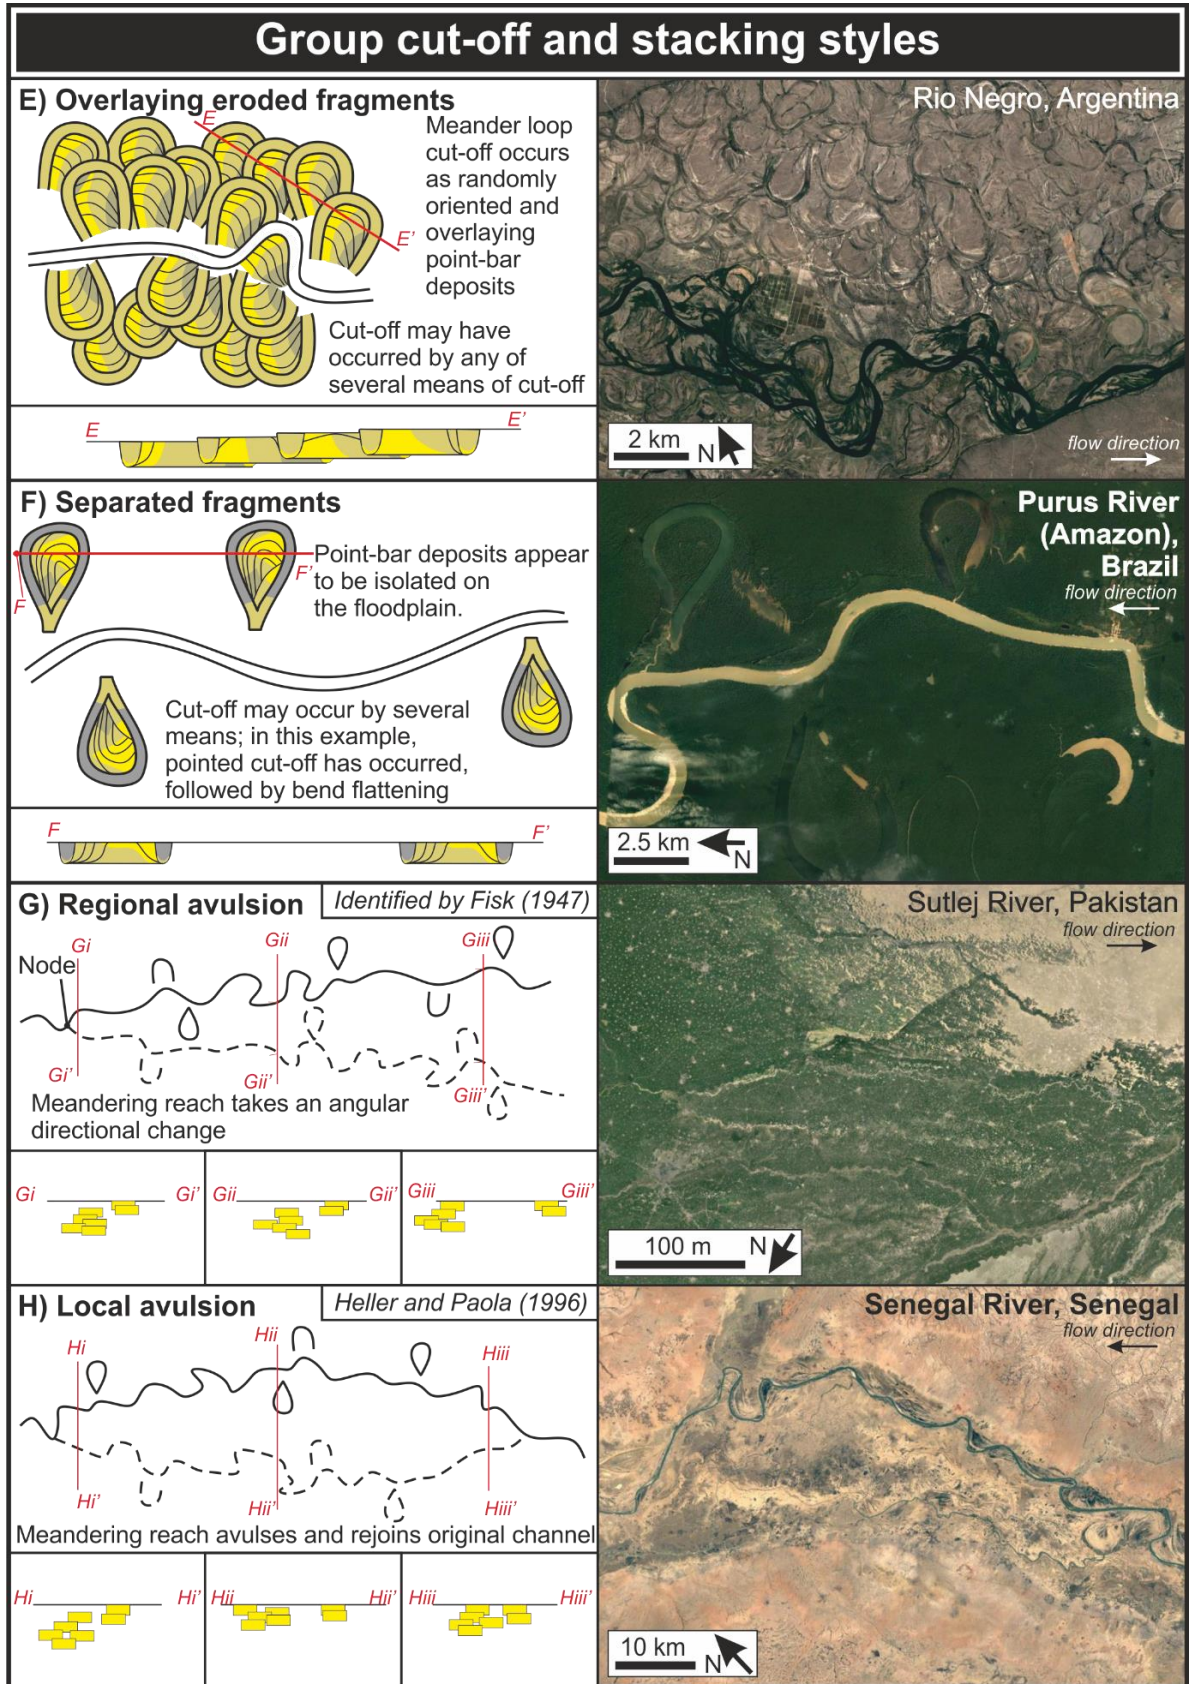 Group cut-off and stacking styles
E) Overlaying eroded fragments
E
E'
Meander loop
cut-off occurs
as randomly
oriented and
overlaying
point-bar
deposits
Cut-off may have
occurred by any of
several means of cut-off
E
E'
Rio Negro, Argentina
2 km
N
flow direction
F) Separated fragments
F
F'
Point-bar deposits appear
to be isolated on
the floodplain.
Cut-off may occur by several
means; in this example,
pointed cut-off has occurred,
followed by bend flattening
F
F'
Purus River
(Amazon),
Brazil
flow direction
2.5 km
N
G) Regional avulsion
Identified by Fisk (1947)
Node
Gi
Gii
Giii
Gi'
Gii'
Giii'
Meandering reach takes an angular
directional change
Gi
Gi'
Gii
Gii'
Giii
Giii'
Sutlej River, Pakistan
flow direction
100 m
N
H) Local avulsion
Heller and Paola (1996)
Hi
Hii
Hiii
Hi'
Hii'
Hiii'
Meandering reach avulses and rejoins original channel
Hi
Hi'
Hii
Hii'
Hiii
Hiii'
Senegal River, Senegal
flow direction
10 km
N